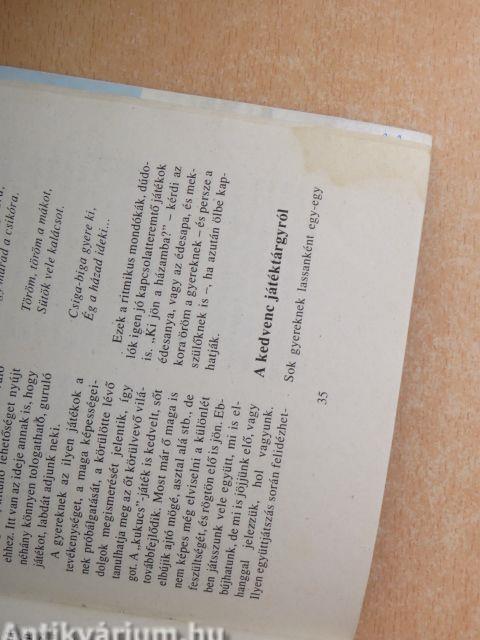 kitűnő lehetőséget nyújt
ehhez. Itt van az ideje annak is, hogy
néhány könnyen tologatható, guruló
játékot, labdát adjunk neki.
A gyereknek az ilyen játékok a
tevékenységet, a maga képességei-
nek próbálgatását, a körülötte lévő
dolgok megismerését jelentik, így
tanulhatja meg az őt körülvevő vilá-
got. A „kukucs”-játék is kedvelt, sőt
továbbfejlődik. Most már ő maga is
elbújik ajtó mögé, asztal alá stb., de
nem képes még elviselni a különlét
feszültségét, és rögtön elő is jön. Eb-
ben játsszunk vele együtt, mi is el-
bújhatunk, de mi is jöjjünk elő, vagy
hanggal jelezzük, hol vagyunk.
Ilyen együttjátszás során felidézhet-
marad a csikóra.
Töröm, töröm a mákot,
Sütök vele kalácsot.
Csiga-biga gyere ki,
Ég a házad ideki...
Ezek a ritmikus mondókák, dúdo-
lók igen jó kapcsolatteremtő játékok
is. „Ki jön a házamba?” – kérdi az
édesanya, vagy az édesapa, és mek-
kora öröm a gyereknek – és persze a
szülőknek is –, ha azután ölbe kap-
hatják.
A kedvenc játéktárgyról
Sok gyereknek lassanként egy-egy
35
Antikvárium.hu